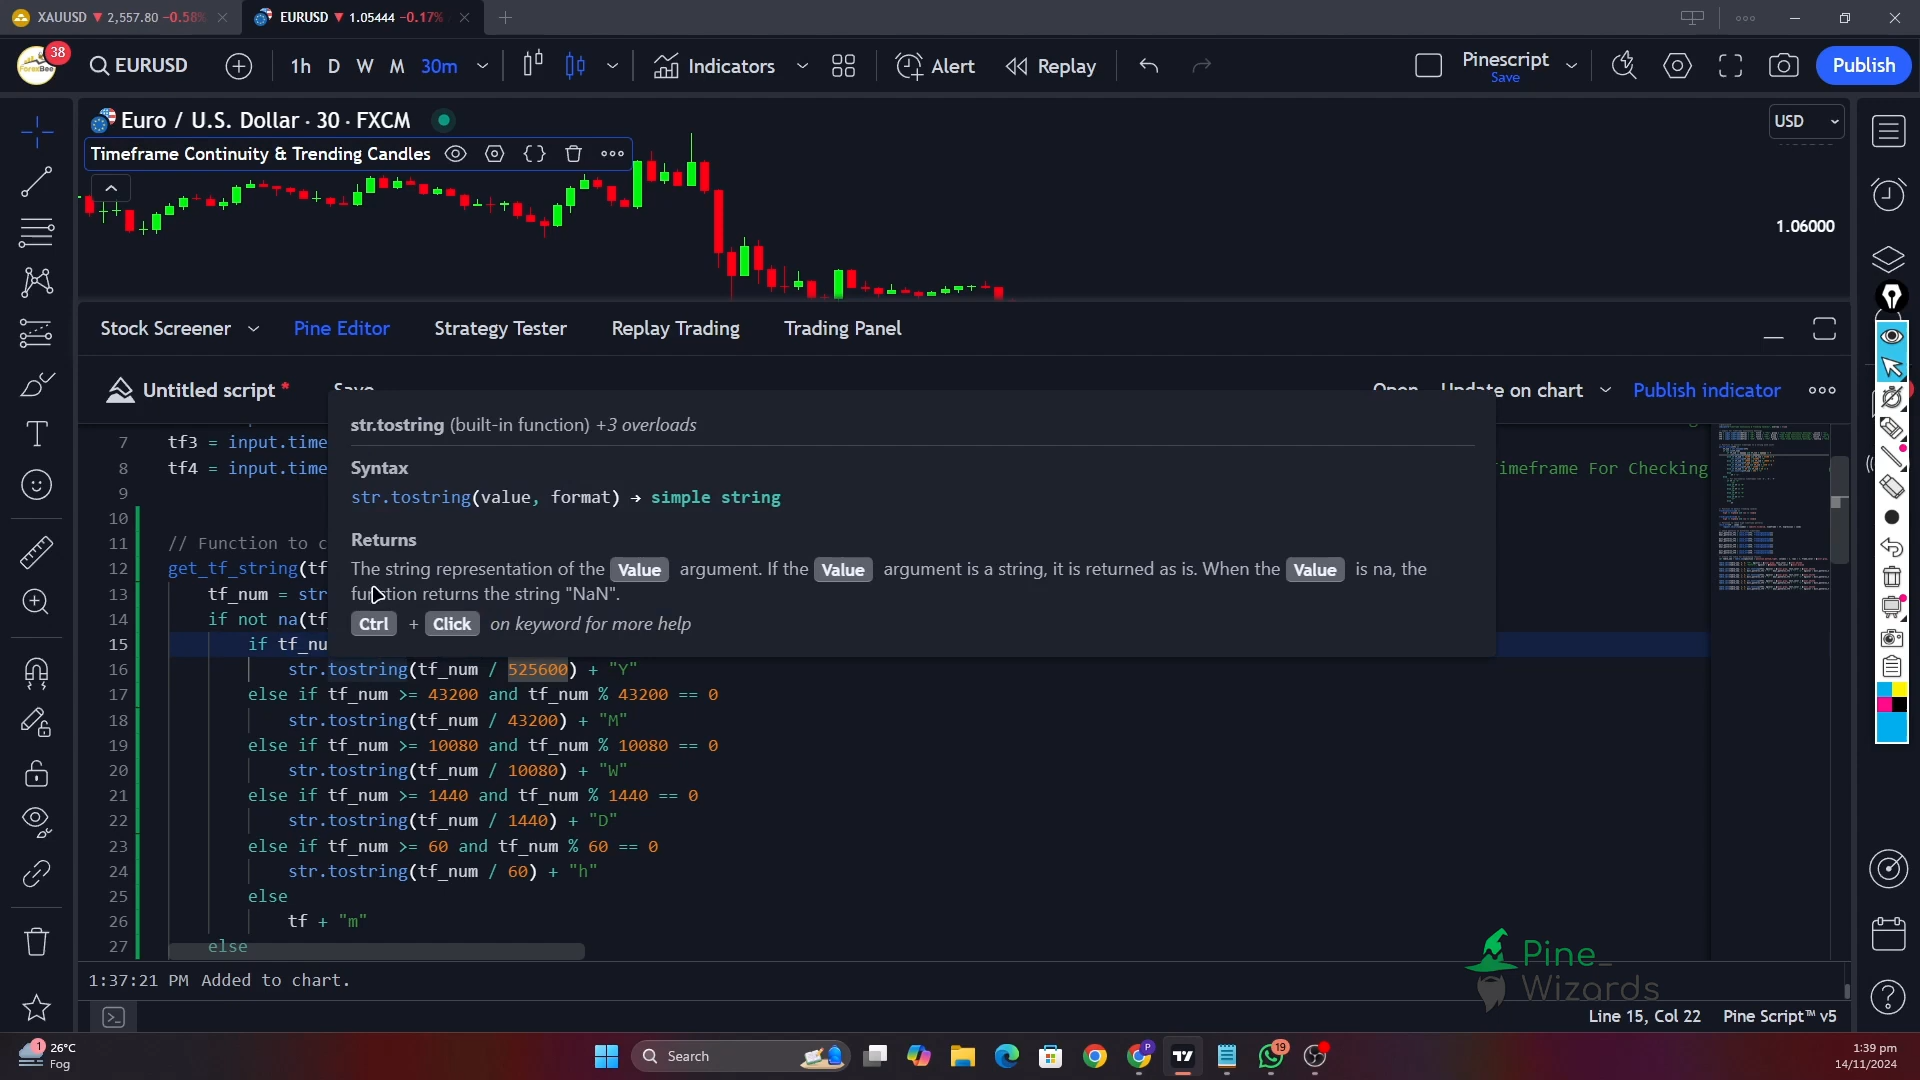 XAUUSD ▼ 2,557.80 −0.58%
EURUSD ▼ 1.05444 −0.17%
38
EURUSD
1h D W M 30m
Indicators
Alert
Replay
Pinescript
Save
Publish
Euro / U.S. Dollar · 30 · FXCM
USD
Timeframe Continuity & Trending Candles
1.06000
Stock Screener
Pine Editor
Strategy Tester
Replay Trading
Trading Panel
Untitled script *
Save
Open
Update on chart
Publish indicator
str.tostring (built-in function) +3 overloads
Syntax
str.tostring(value, format) → simple string
Returns
The string representation of the Value argument. If the Value argument is a string, it is returned as is. When the Value is na, the
function returns the string "NaN".
Ctrl + Click on keyword for more help
7 tf3 = input.time
8 tf4 = input.time
Timeframe For Checking
9
10
11 // Function to c
12 get_tf_string(tf
13 tf_num = str
14 if not na(tf
15 if tf_nu
16 str.tostring(tf_num / 525600) + "Y"
17 else if tf_num >= 43200 and tf_num % 43200 == 0
18 str.tostring(tf_num / 43200) + "M"
19 else if tf_num >= 10080 and tf_num % 10080 == 0
20 str.tostring(tf_num / 10080) + "W"
21 else if tf_num >= 1440 and tf_num % 1440 == 0
22 str.tostring(tf_num / 1440) + "D"
23 else if tf_num >= 60 and tf_num % 60 == 0
24 str.tostring(tf_num / 60) + "h"
25 else
26 tf + "m"
27 else
Pine_
Wizards
1:37:21 PM Added to chart.
Line 15, Col 22
Pine Script™ v5
1
26°C
Fog
Search
P
19
1:39 pm
14/11/2024